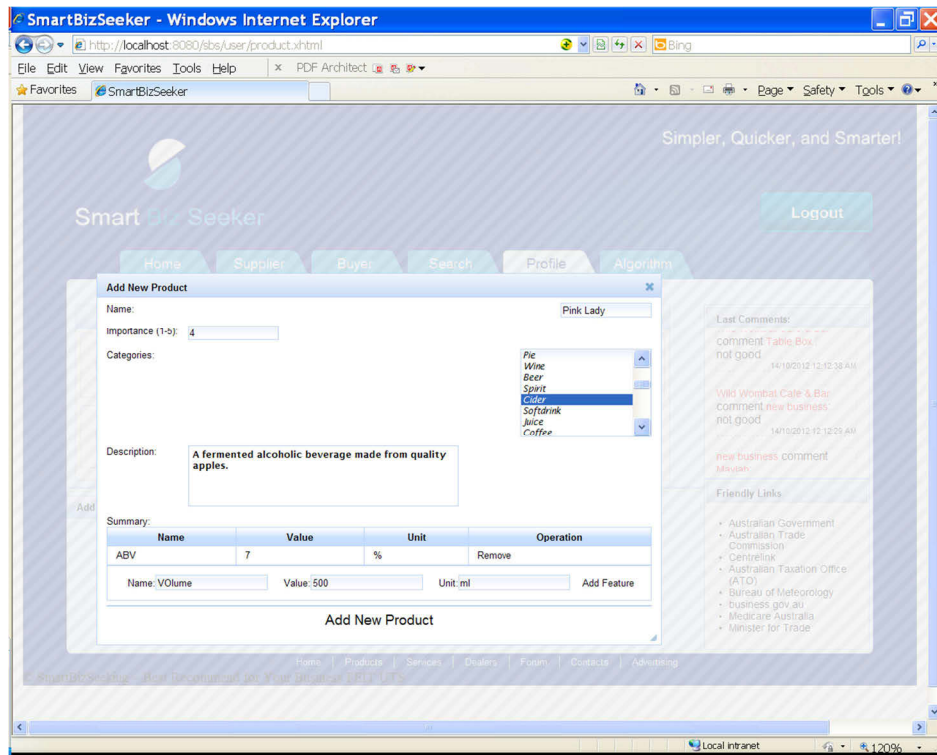 SmartBizSeeker - Windows Internet Explorer
http://localhost:8080/sbs/user/product.xhtml
Bing
File Edit View Favorites Tools Help x PDF Architect
Favorites SmartBizSeeker Page Safety Tools
Simpler, Quicker, and Smarter!
Smart Biz Seeker
Logout
Home Supplier Buyer Search Profile Algorithm
Add New Product
Name: Pink Lady
Importance (1-5): 4
Categories:
Pie
Wine
Beer
Spirit
Cider
Softdrink
Juice
Coffee
Description: A fermented alcoholic beverage made from quality
apples.
Summary:
Name Value Unit Operation
ABV 7 % Remove
Name: VOlume Value: 500 Unit: ml Add Feature
Add New Product
Add
Last Comments:
comment Table Box
not good
14/10/2012 12:12:38 AM
Wild Wombat Cafe & Bar
comment new business
not good
14/10/2012 12:12:29 AM
new business comment
Friendly Links
Australian Government
Australian Trade
Commission
Centrelink
Australian Taxation Office
(ATO)
Bureau of Meteorology
business.gov.au
Medicare Australia
Minister for Trade
Home | Products | Services | Dealers | Forum | Contacts | Advertising
Local intranet 120%